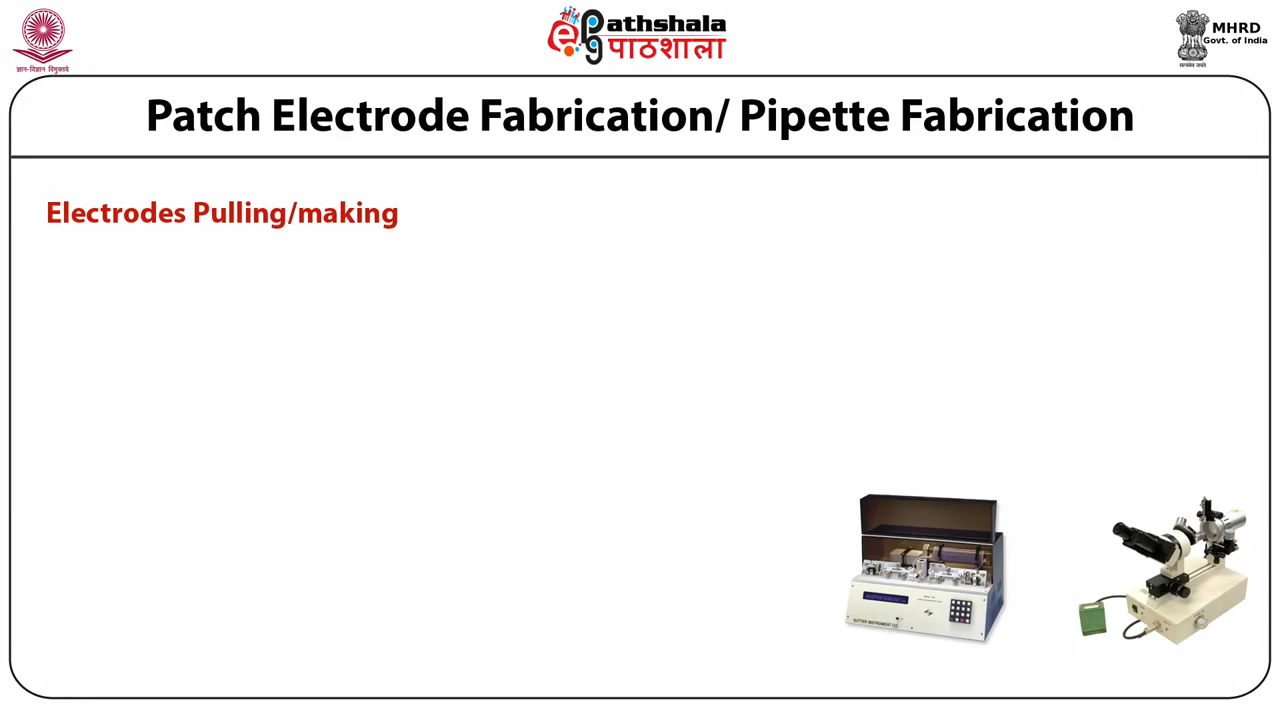 ePG Pathshala
पाठशाला
MHRD
Govt. of India
ज्ञान-विज्ञान विमुक्तये
सत्यमेव जयते
Patch Electrode Fabrication/ Pipette Fabrication
Electrodes Pulling/making
SUTTER INSTRUMENT CO